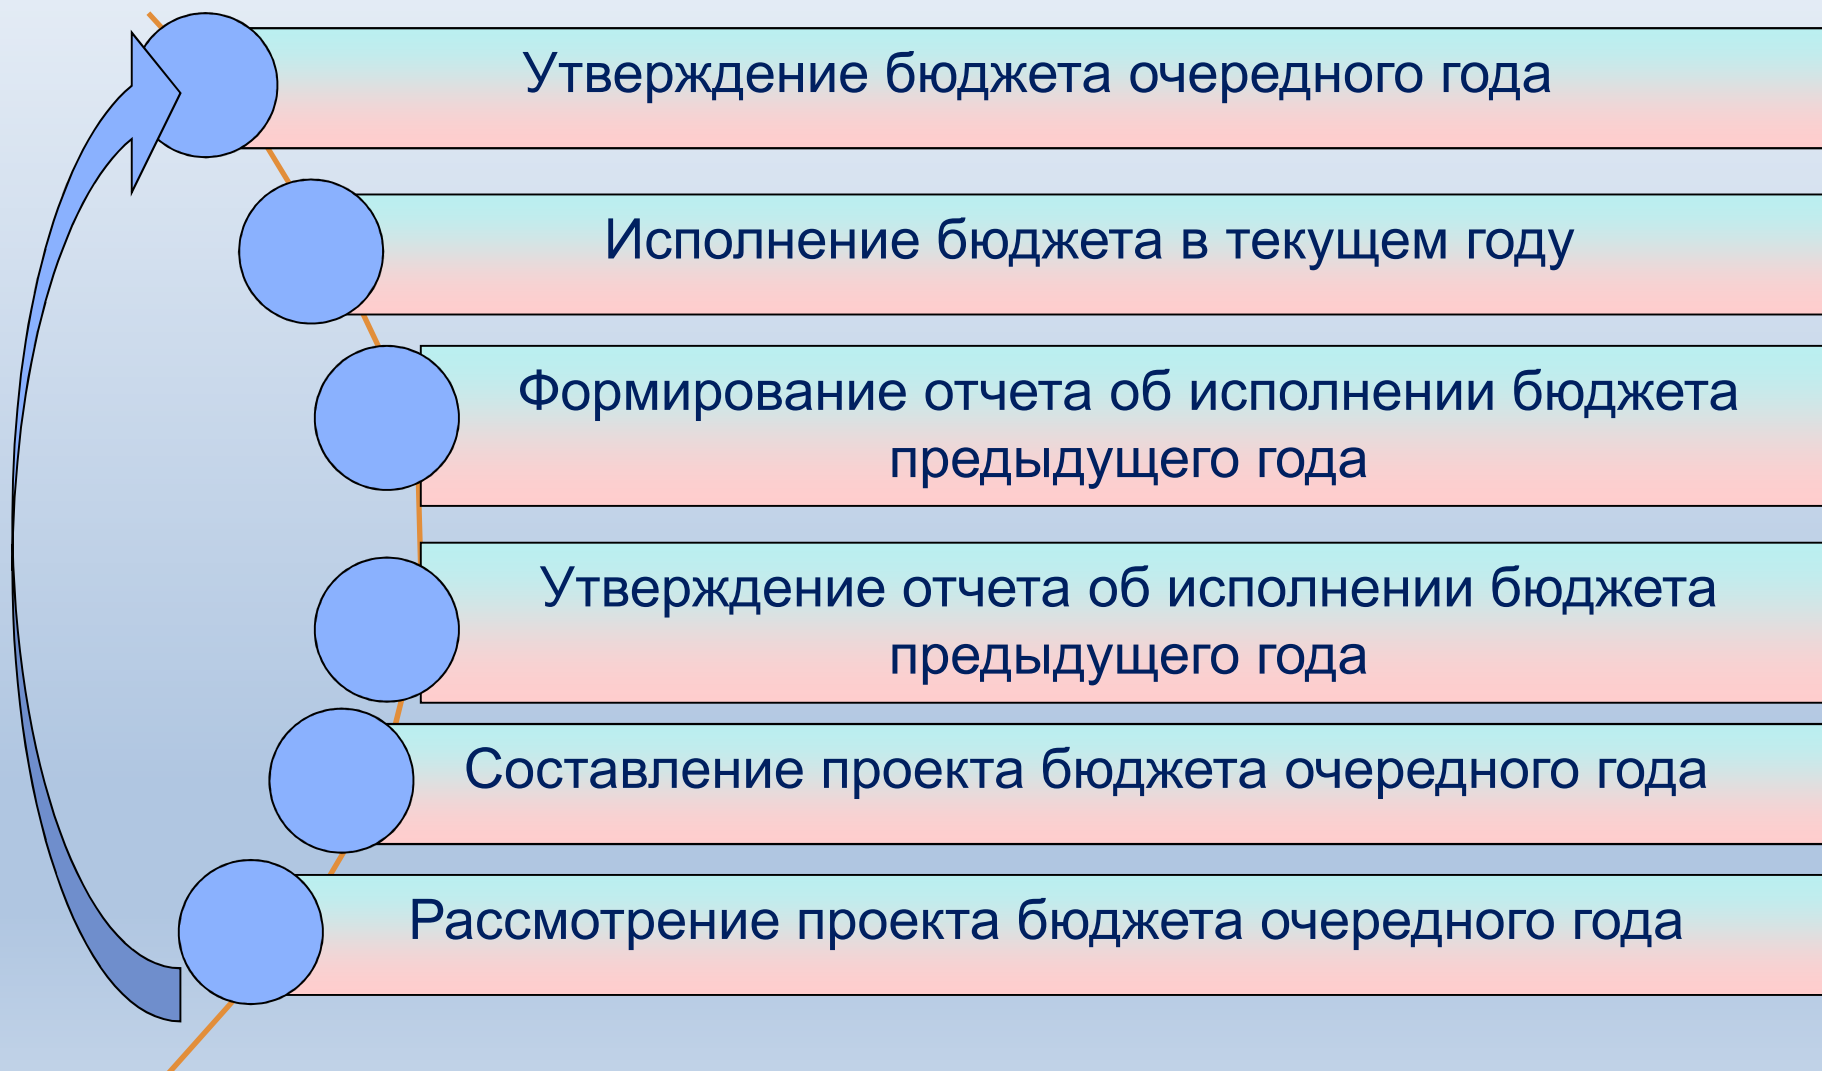 Утверждение бюджета очередного года
Исполнение бюджета в текущем году
Формирование отчета об исполнении бюджета
предыдущего года
Утверждение отчета об исполнении бюджета
предыдущего года
Составление проекта бюджета очередного года
Рассмотрение проекта бюджета очередного года